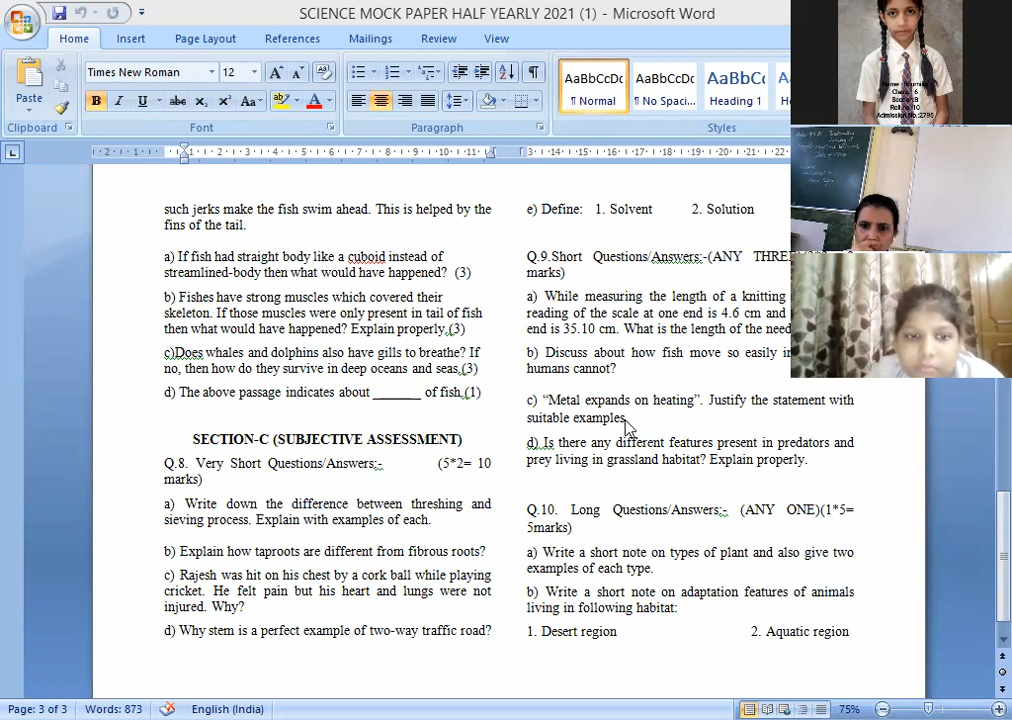 SCIENCE MOCK PAPER HALF YEARLY 2021 (1) - Microsoft Word
Home Insert Page Layout References Mailings Review View
Paste
Times New Roman 12
AaBbCcDc AaBbCcDc AaBbCc
¶ Normal ¶ No Spaci... Heading 1
Clipboard Font Paragraph Styles
such jerks make the fish swim ahead. This is helped by the
fins of the tail.
a) If fish had straight body like a cuboid instead of
streamlined-body then what would have happened? (3)
b) Fishes have strong muscles which covered their
skeleton. If those muscles were only present in tail of fish
then what would have happened? Explain properly.(3)
c)Does whales and dolphins also have gills to breathe? If
no, then how do they survive in deep oceans and seas.(3)
d) The above passage indicates about _______ of fish.(1)
SECTION-C (SUBJECTIVE ASSESSMENT)
Q.8. Very Short Questions/Answers:- (5*2= 10
marks)
a) Write down the difference between threshing and
sieving process. Explain with examples of each.
b) Explain how taproots are different from fibrous roots?
c) Rajesh was hit on his chest by a cork ball while playing
cricket. He felt pain but his heart and lungs were not
injured. Why?
d) Why stem is a perfect example of two-way traffic road?
e) Define: 1. Solvent 2. Solution
Q.9.Short Questions/Answers:-(ANY THREE
marks)
a) While measuring the length of a knitting
reading of the scale at one end is 4.6 cm and
end is 35.10 cm. What is the length of the need
b) Discuss about how fish move so easily in
humans cannot?
c) “Metal expands on heating”. Justify the statement with
suitable examples.
d) Is there any different features present in predators and
prey living in grassland habitat? Explain properly.
Q.10. Long Questions/Answers:- (ANY ONE)(1*5=
5marks)
a) Write a short note on types of plant and also give two
examples of each type.
b) Write a short note on adaptation features of animals
living in following habitat:
1. Desert region 2. Aquatic region
Class: 6
Section:B
Roll No:10
Admission No.:2795
Page: 3 of 3 Words: 873 English (India) 75%